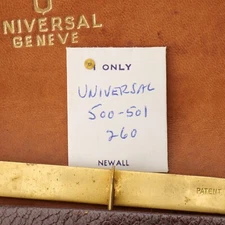 UNIVERSAL
GENEVE
1 ONLY
UNIVERSAL
500-501
260
NEWALL
PATENT